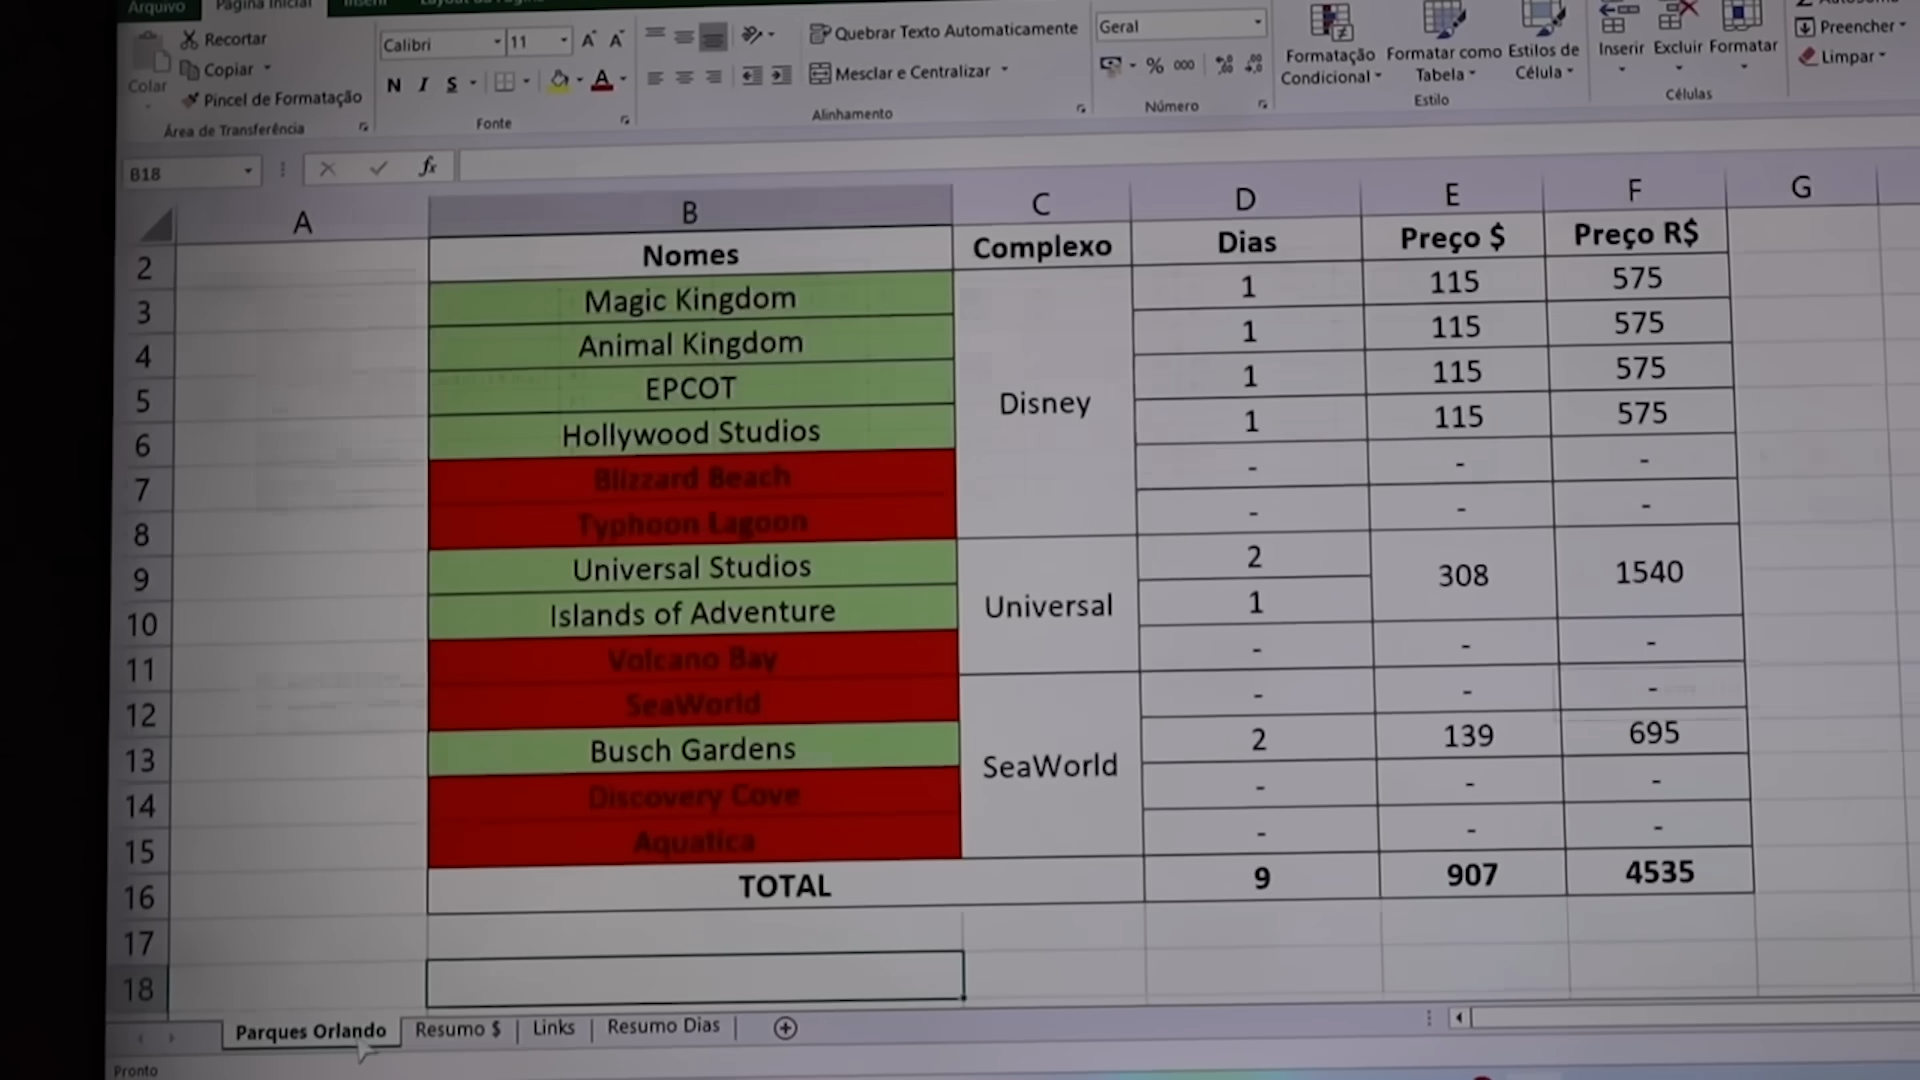 Arquivo
Página Inicial
Recortar
Copiar
Colar
Pincel de Formatação
Área de Transferência
Calibri
11
N I S
Fonte
Quebrar Texto Automaticamente
Mesclar e Centralizar
Alinhamento
Geral
% 000
Número
Formatação Condicional
Formatar como Tabela
Estilos de Célula
Estilo
Inserir
Excluir
Formatar
Células
Preencher
Limpar
B18
fx
A B C D E F G
2 Nomes Complexo Dias Preço $ Preço R$
3 Magic Kingdom 1 115 575
4 Animal Kingdom 1 115 575
5 EPCOT Disney 1 115 575
6 Hollywood Studios 1 115 575
7 Blizzard Beach - - -
8 Typhoon Lagoon - - -
9 Universal Studios 2 308 1540
10 Islands of Adventure Universal 1
11 Volcano Bay - - -
12 SeaWorld - - -
13 Busch Gardens SeaWorld 2 139 695
14 Discovery Cove - - -
15 Aquatica - - -
16 TOTAL 9 907 4535
17
18
Parques Orlando Resumo $ Links Resumo Dias
Pronto